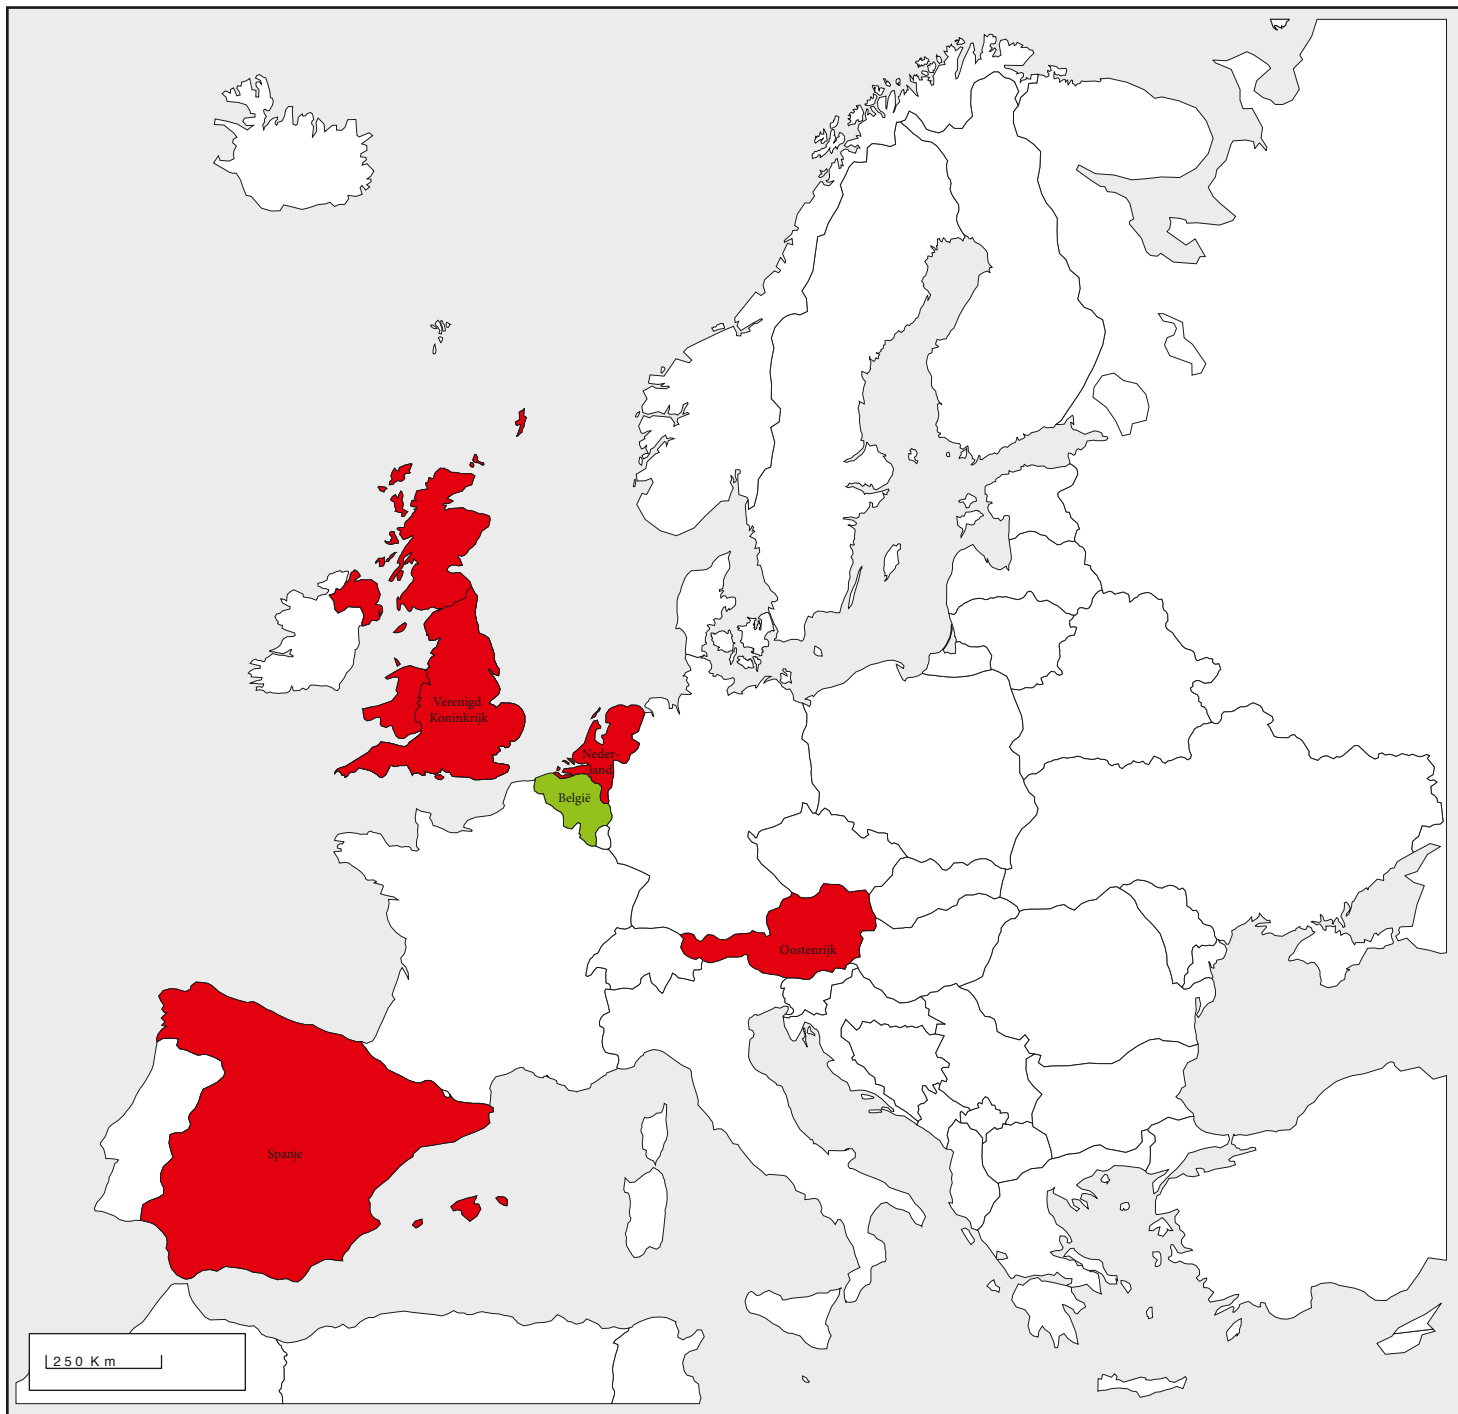 Verenigd
Koninkrijk
Neder-
land
België
Oostenrijk
Spanje
250 Km